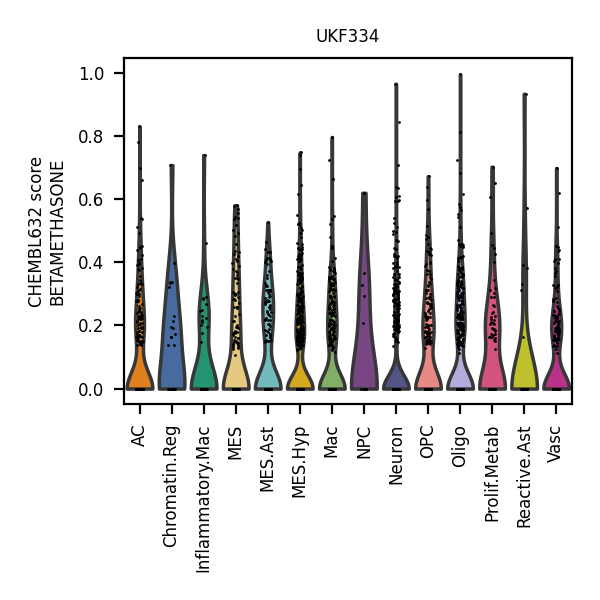 UKF334
CHEMBL632 score
BETAMETHASONE
1.0
0.8
0.6
0.4
0.2
0.0
AC
Chromatin.Reg
Inflammatory.Mac
MES
MES.Ast
MES.Hyp
Mac
NPC
Neuron
OPC
Oligo
Prolif.Metab
Reactive.Ast
Vasc